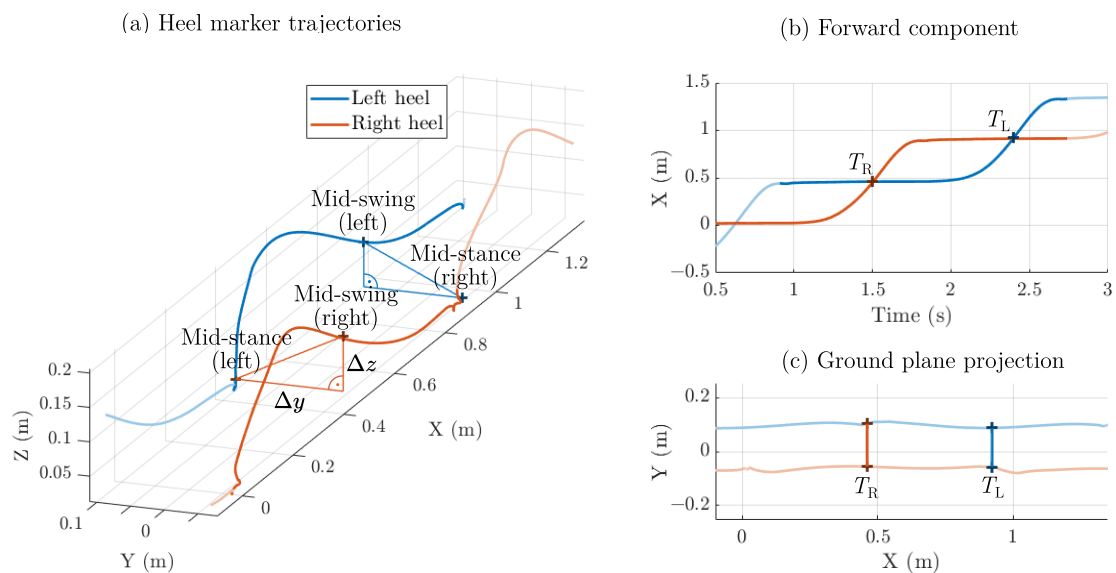 (a) Heel marker trajectories
Left heel
Right heel
Mid-swing
(left)
Mid-stance
(right)
Mid-swing
(right)
Mid-stance
(left)
Δz
Δy
0.2
0.15
0.1
0.05
Z (m)
0.1
0
Y (m)
0
0.2
0.4
0.6
0.8
1
1.2
X (m)
(b) Forward component
1.5
1
0.5
0
−0.5
X (m)
T_R
T_L
0.5
1
1.5
2
2.5
3
Time (s)
(c) Ground plane projection
0.2
0
−0.2
Y (m)
T_R
T_L
0
0.5
1
X (m)